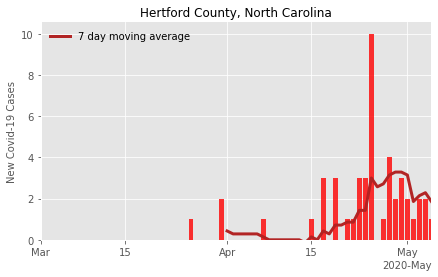 Hertford County, North Carolina
7 day moving average
New Covid-19 Cases
10
8
6
4
2
0
Mar 15 Apr 15 May
2020-May